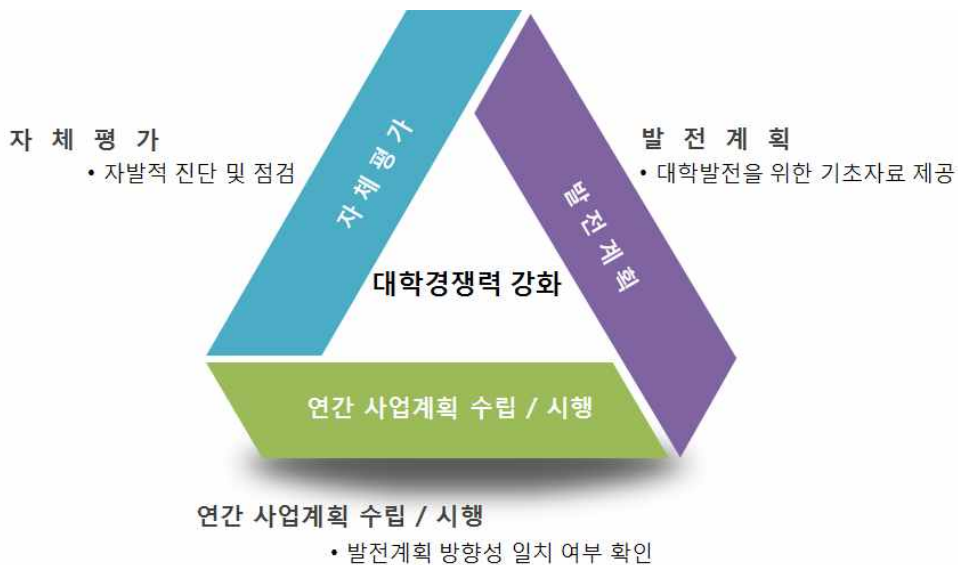 자체평가
• 자발적 진단 및 점검
자체평가
발전계획
발전계획
• 대학발전을 위한 기초자료 제공
대학경쟁력 강화
연간 사업계획 수립 / 시행
연간 사업계획 수립 / 시행
• 발전계획 방향성 일치 여부 확인